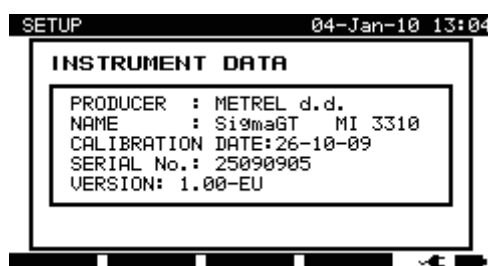 SETUP 04-Jan-10 13:04
INSTRUMENT DATA
PRODUCER : METREL d.d.
NAME : SigmaGT MI 3310
CALIBRATION DATE:26-10-09
SERIAL No.: 25090905
VERSION: 1.00-EU